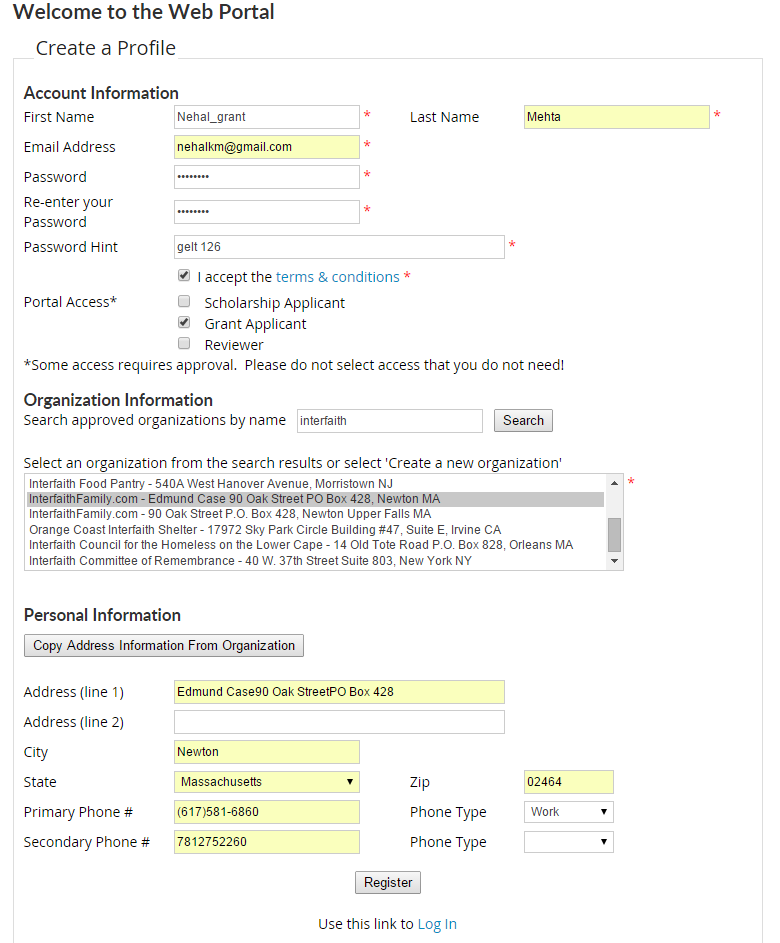 Welcome to the Web Portal
Create a Profile
Account Information
First Name Nehal_grant * Last Name Mehta *
Email Address nehalkm@gmail.com *
Password •••••••• *
Re-enter your
Password •••••••• *
Password Hint gelt 126 *
I accept the terms & conditions *
Portal Access* Scholarship Applicant
Grant Applicant
Reviewer
*Some access requires approval. Please do not select access that you do not need!
Organization Information
Search approved organizations by name interfaith Search
Select an organization from the search results or select 'Create a new organization'
Interfaith Food Pantry - 540A West Hanover Avenue, Morristown NJ *
InterfaithFamily.com - Edmund Case 90 Oak Street PO Box 428, Newton MA
InterfaithFamily.com - 90 Oak Street P.O. Box 428, Newton Upper Falls MA
Orange Coast Interfaith Shelter - 17972 Sky Park Circle Building #47, Suite E, Irvine CA
Interfaith Council for the Homeless on the Lower Cape - 14 Old Tote Road P.O. Box 828, Orleans MA
Interfaith Committee of Remembrance - 40 W. 37th Street Suite 803, New York NY
Personal Information
Copy Address Information From Organization
Address (line 1) Edmund Case90 Oak StreetPO Box 428
Address (line 2)
City Newton
State Massachusetts Zip 02464
Primary Phone # (617)581-6860 Phone Type Work
Secondary Phone # 7812752260 Phone Type
Register
Use this link to Log In